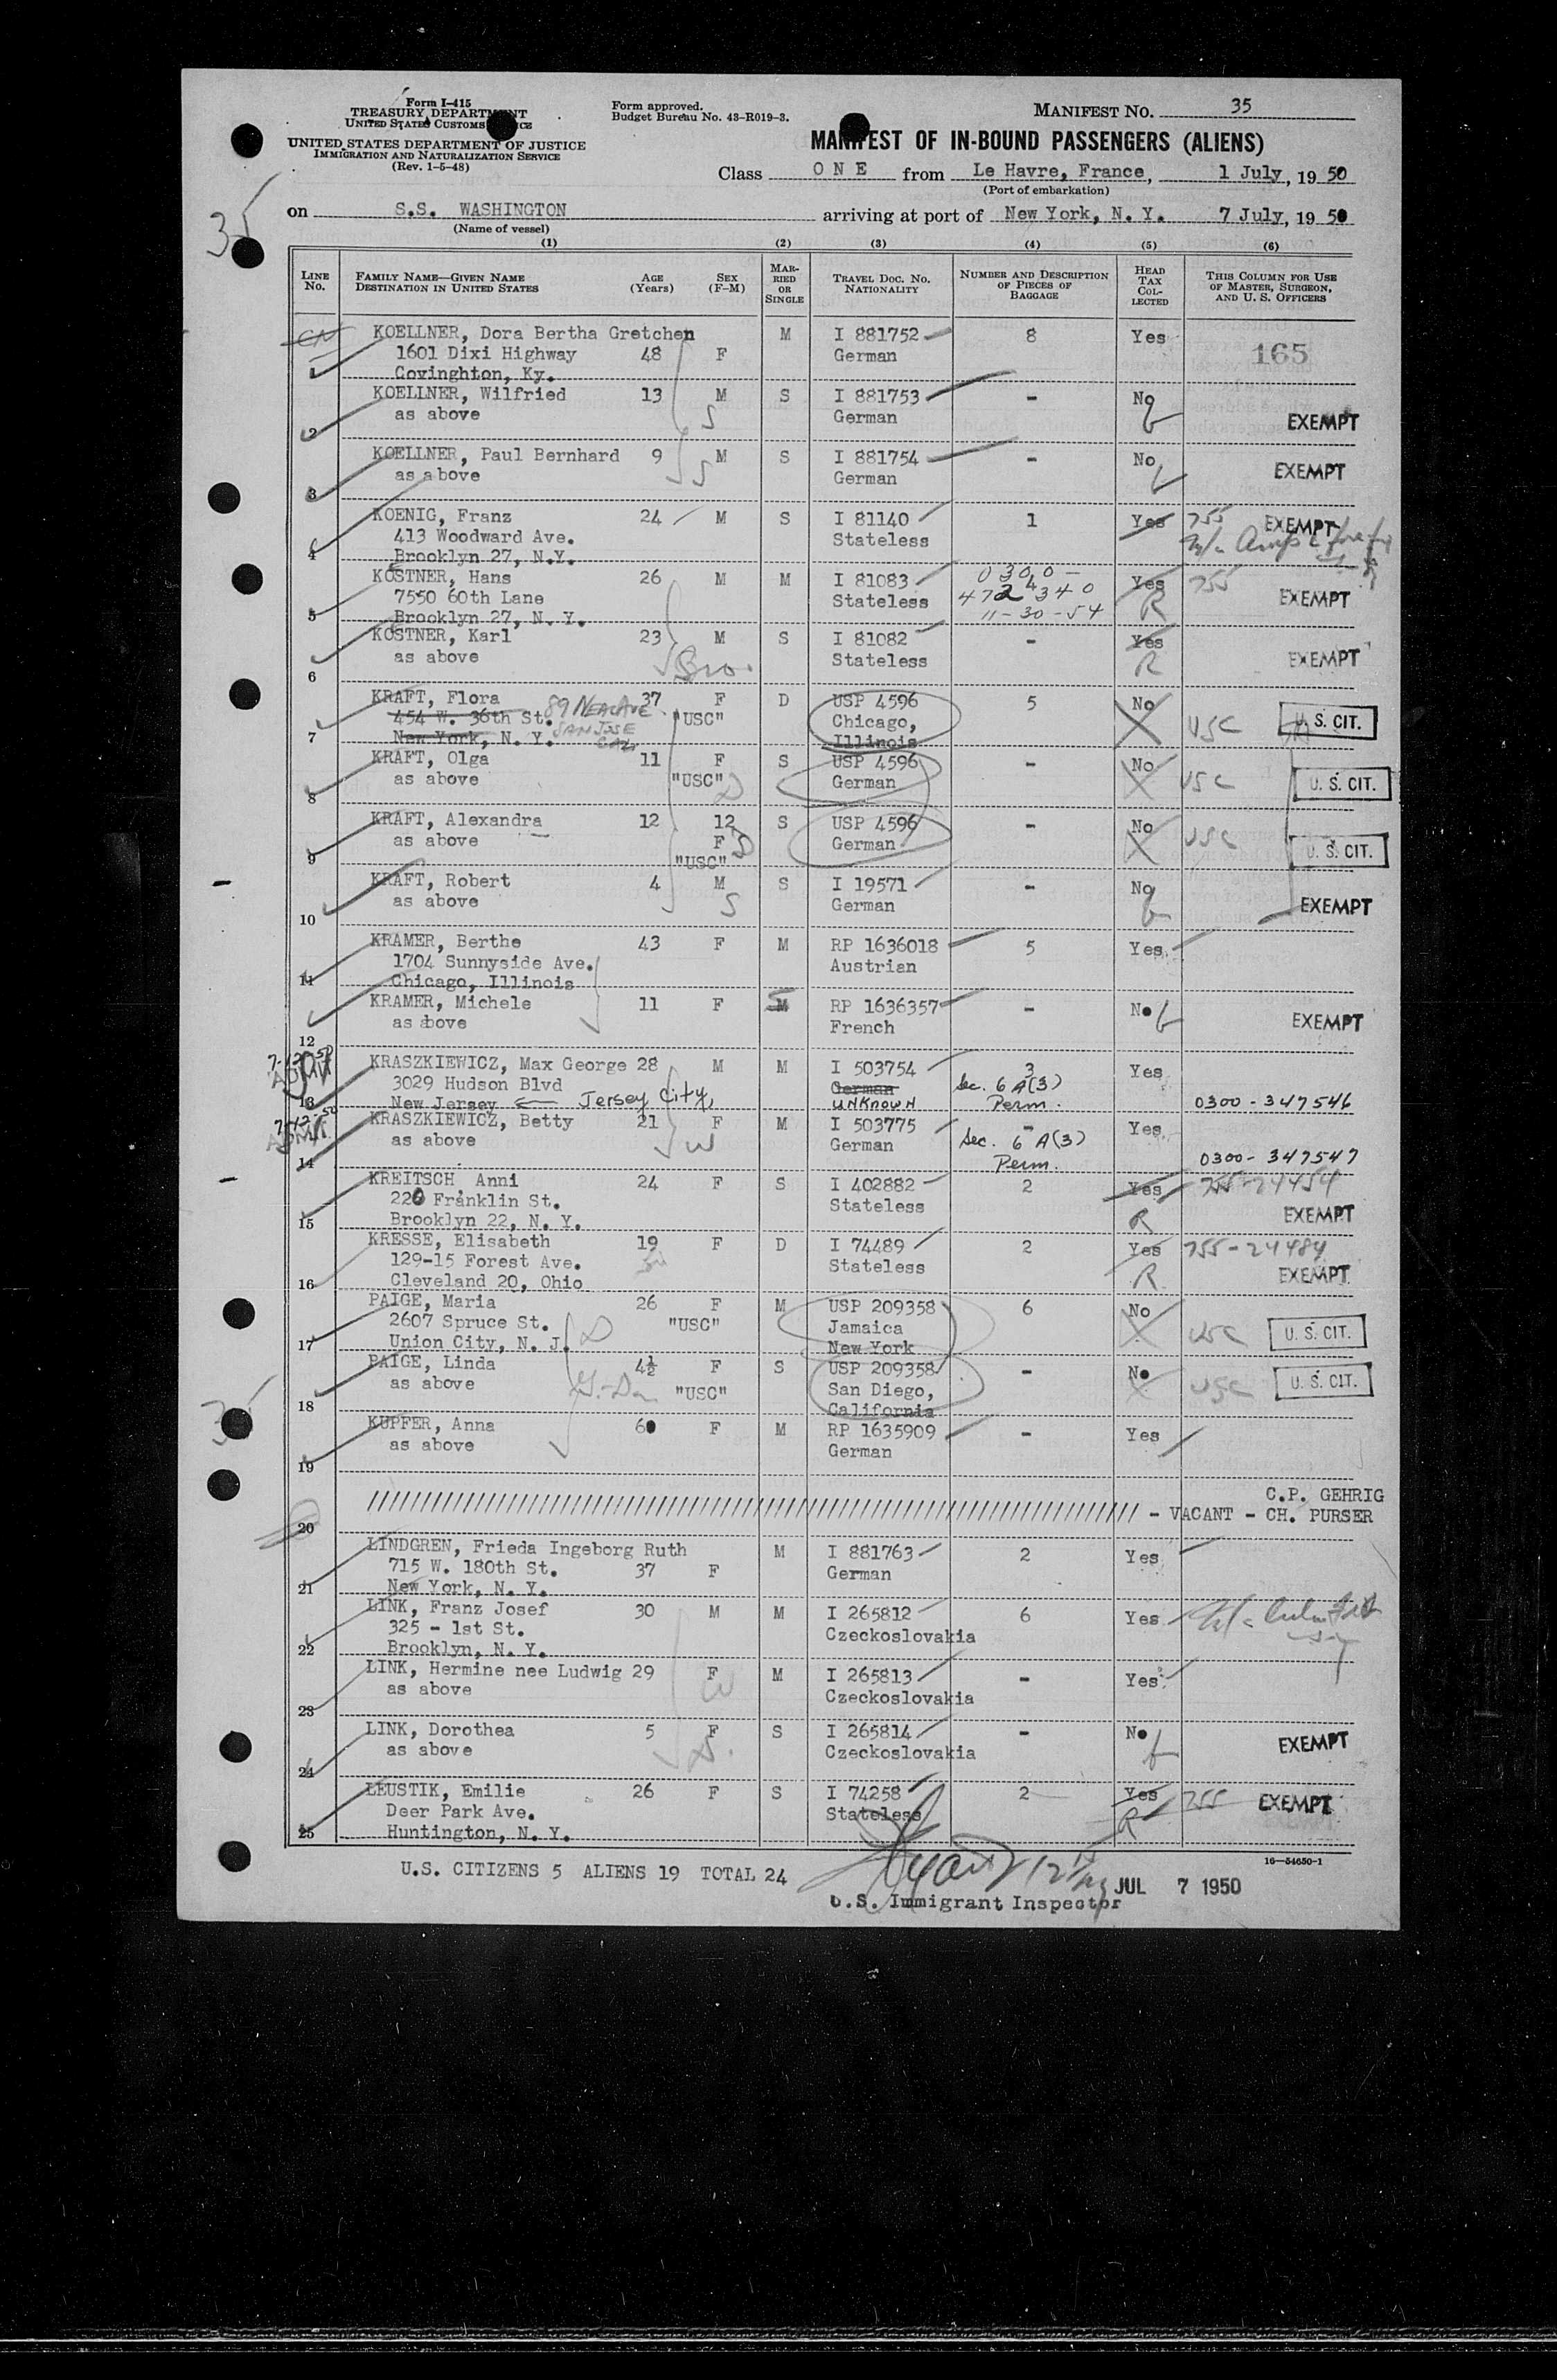 Form I-415
TREASURY DEPARTMENT
UNITED STATES CUSTOMS
UNITED STATES DEPARTMENT OF JUSTICE
IMMIGRATION AND NATURALIZATION SERVICE
(Rev. 1-5-48)
Form approved.
Budget Bureau No. 43-R019-3.
MANIFEST NO. 35
MANIFEST OF IN-BOUND PASSENGERS (ALIENS)
Class ONE from Le Havre, France, 1 July, 1950
(Port of embarkation)
35
on S.S. WASHINGTON arriving at port of New York, N. Y. 7 July, 1950
(Name of vessel)
(1) (2) (3) (4) (5) (6)
LINE No. FAMILY NAME—GIVEN NAME DESTINATION IN UNITED STATES AGE (Years) SEX (F-M) MARRIED OR SINGLE TRAVEL DOC. NO. NATIONALITY NUMBER AND DESCRIPTION OF PIECES OF BAGGAGE HEAD TAX COLLECTED THIS COLUMN FOR USE OF MASTER, SURGEON, AND U. S. OFFICERS
KOELLNER, Dora Bertha Gretchen M I 881752 8 Yes
1601 Dixi Highway 48 F German 165
1 Covinghton, Ky.
KOELLNER, Wilfried 13 M S I 881753 - No
as above S German EXEMPT
2
KOELLNER, Paul Bernhard 9 M S I 881754 - No
as above S German EXEMPT
3
KOENIG, Franz 24 M S I 81140 1 Yes 755 EXEMPT
413 Woodward Ave. Stateless
4 Brooklyn 27, N.Y.
KOSTNER, Hans 26 M M I 81083 0300- Yes 755
7550 60th Lane Stateless 472 4340 R EXEMPT
5 Brooklyn 27, N. Y. 11-30-54
KOSTNER, Karl 23 M S I 81082 - Yes
as above Bro. Stateless R EXEMPT
6
KRAFT, Flora 37 F D USP 4596 5 No
454 W. 36th St. 89 "USC" Chicago, USC U. S. CIT.
7 New York, N. Y. SAN JOSE CAL Illinois
KRAFT, Olga 11 F S USP 4596 - No
as above "USC" D German USC U. S. CIT.
8
KRAFT, Alexandra 12 12 S USP 4596 - No
as above F D German USC U. S. CIT.
9 "USC"
KRAFT, Robert 4 M S I 19571 - No
as above S German EXEMPT
10
KRAMER, Berthe 43 F M RP 1636018 5 Yes
1704 Sunnyside Ave. Austrian
11 Chicago, Illinois
KRAMER, Michele 11 F M S RP 1636357 - No
as above French EXEMPT
12
KRASZKIEWICZ, Max George 28 M M I 503754 3 Yes
3029 Hudson Blvd German Sec. 6 A(3)
13 New Jersey Jersey City, UNKNOWN Perm. 0300-347546
KRASZKIEWICZ, Betty 21 F M I 503775 - Yes
as above W German Sec. 6 A(3)
14 Perm. 0300-347547
KREITSCH, Anni 24 F S I 402882 2 Yes 755-24454
220 Franklin St. Stateless EXEMPT
15 Brooklyn 22, N. Y. R
KRESSE, Elisabeth 19 F D I 74489 2 Yes 755-24484
129-15 Forest Ave. Stateless R EXEMPT
16 Cleveland 20, Ohio
PAIGE, Maria 26 F M USP 209358 6 No
2607 Spruce St. D "USC" Jamaica USC U. S. CIT.
17 Union City, N. J. New York
PAIGE, Linda 4½ F S USP 209358 - No
as above "USC" San Diego, USC U. S. CIT.
18 California
KUPFER, Anna 60 F M RP 1635909 - Yes
as above German
19
C.P. GEHRIG
20 - VACANT - CH. PURSER
LINDGREN, Frieda Ingeborg Ruth M I 881763 2 Yes
715 W. 180th St. 37 F German
21 New York, N. Y.
LINK, Franz Josef 30 M M I 265812 6 Yes
325 - 1st St. Czeckoslovakia
22 Brooklyn, N. Y.
LINK, Hermine nee Ludwig 29 F M I 265813 - Yes
as above W Czeckoslovakia
23
LINK, Dorothea 5 F S I 265814 - No
as above D. Czeckoslovakia EXEMPT
24
LEUSTIK, Emilie 26 F S I 74258 2 Yes 755 EXEMPT
Deer Park Ave. Stateless R
25 Huntington, N. Y.
16—54650-1
U.S. CITIZENS 5 ALIENS 19 TOTAL 24
JUL 7 1950
U.S. Immigrant Inspector